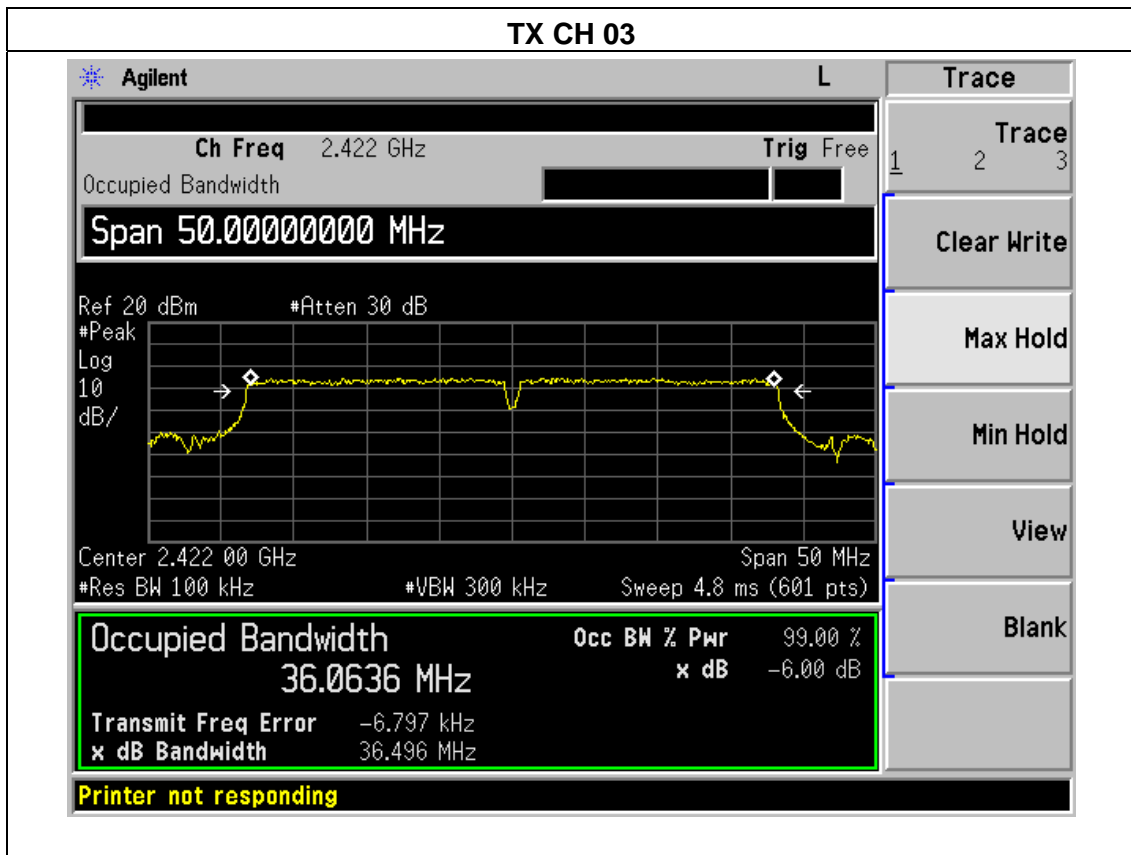 TX CH 03
Agilent L Trace
Ch Freq 2.422 GHz Trig Free
Occupied Bandwidth
Span 50.00000000 MHz
Ref 20 dBm #Atten 30 dB
#Peak
Log
10
dB/
Center 2.422 00 GHz Span 50 MHz
#Res BW 100 kHz #VBW 300 kHz Sweep 4.8 ms (601 pts)
Occupied Bandwidth Occ BW % Pwr 99.00 %
36.0636 MHz x dB -6.00 dB
Transmit Freq Error -6.797 kHz
x dB Bandwidth 36.496 MHz
Printer not responding
Trace
1 2 3
Clear Write
Max Hold
Min Hold
View
Blank